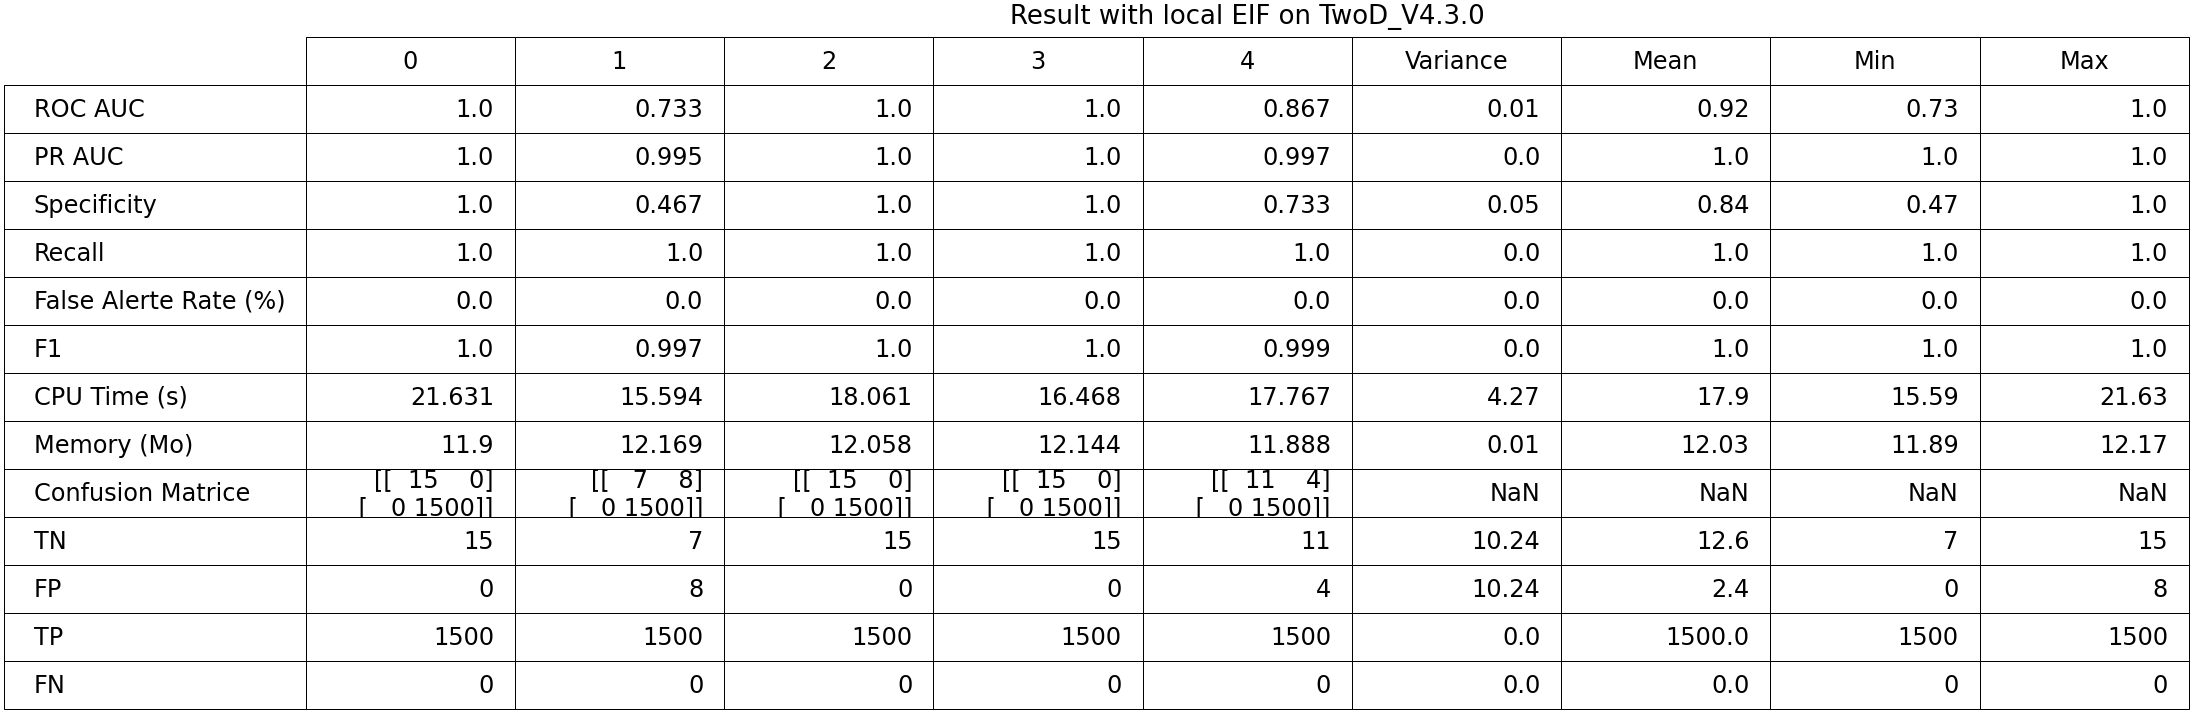 Result with local EIF on TwoD_V4.3.0
0 1 2 3 4 Variance Mean Min Max
ROC AUC 1.0 0.733 1.0 1.0 0.867 0.01 0.92 0.73 1.0
PR AUC 1.0 0.995 1.0 1.0 0.997 0.0 1.0 1.0 1.0
Specificity 1.0 0.467 1.0 1.0 0.733 0.05 0.84 0.47 1.0
Recall 1.0 1.0 1.0 1.0 1.0 0.0 1.0 1.0 1.0
False Alerte Rate (%) 0.0 0.0 0.0 0.0 0.0 0.0 0.0 0.0 0.0
F1 1.0 0.997 1.0 1.0 0.999 0.0 1.0 1.0 1.0
CPU Time (s) 21.631 15.594 18.061 16.468 17.767 4.27 17.9 15.59 21.63
Memory (Mo) 11.9 12.169 12.058 12.144 11.888 0.01 12.03 11.89 12.17
[[ 15 0] [[ 7 8] [[ 15 0] [[ 15 0] [[ 11 4]
Confusion Matrice NaN NaN NaN NaN
[ 0 1500]] [ 0 1500]] [ 0 1500]] [ 0 1500]] [ 0 1500]]
TN 15 7 15 15 11 10.24 12.6 7 15
FP 0 8 0 0 4 10.24 2.4 0 8
TP 1500 1500 1500 1500 1500 0.0 1500.0 1500 1500
FN 0 0 0 0 0 0.0 0.0 0 0